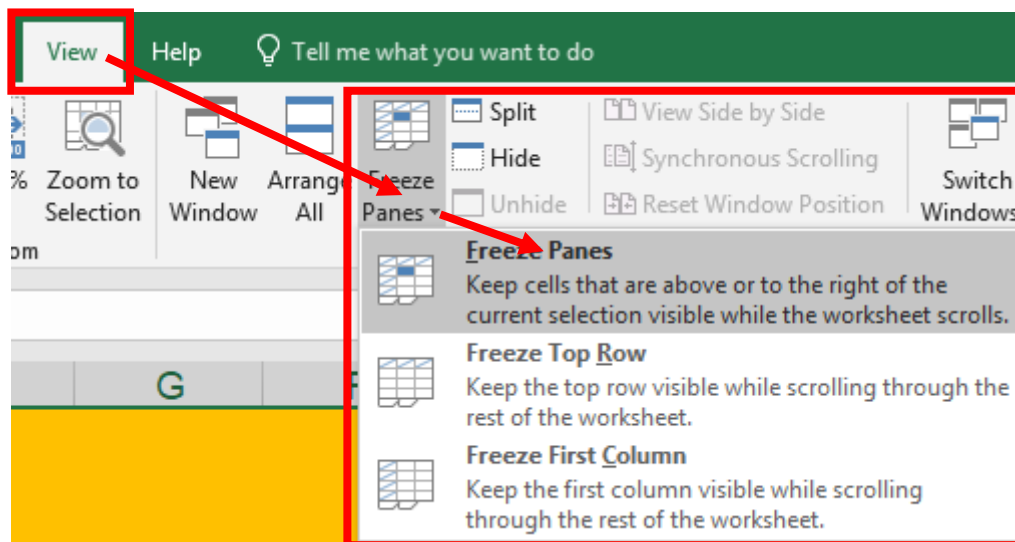 View Help Tell me what you want to do
Split View Side by Side
Hide Synchronous Scrolling
% Zoom to New Arrange Freeze Switch
Selection Window All Panes Unhide Reset Window Position Windows
om
Freeze Panes
Keep cells that are above or to the right of the
current selection visible while the worksheet scrolls.
Freeze Top Row
Keep the top row visible while scrolling through the
rest of the worksheet.
G
Freeze First Column
Keep the first column visible while scrolling
through the rest of the worksheet.